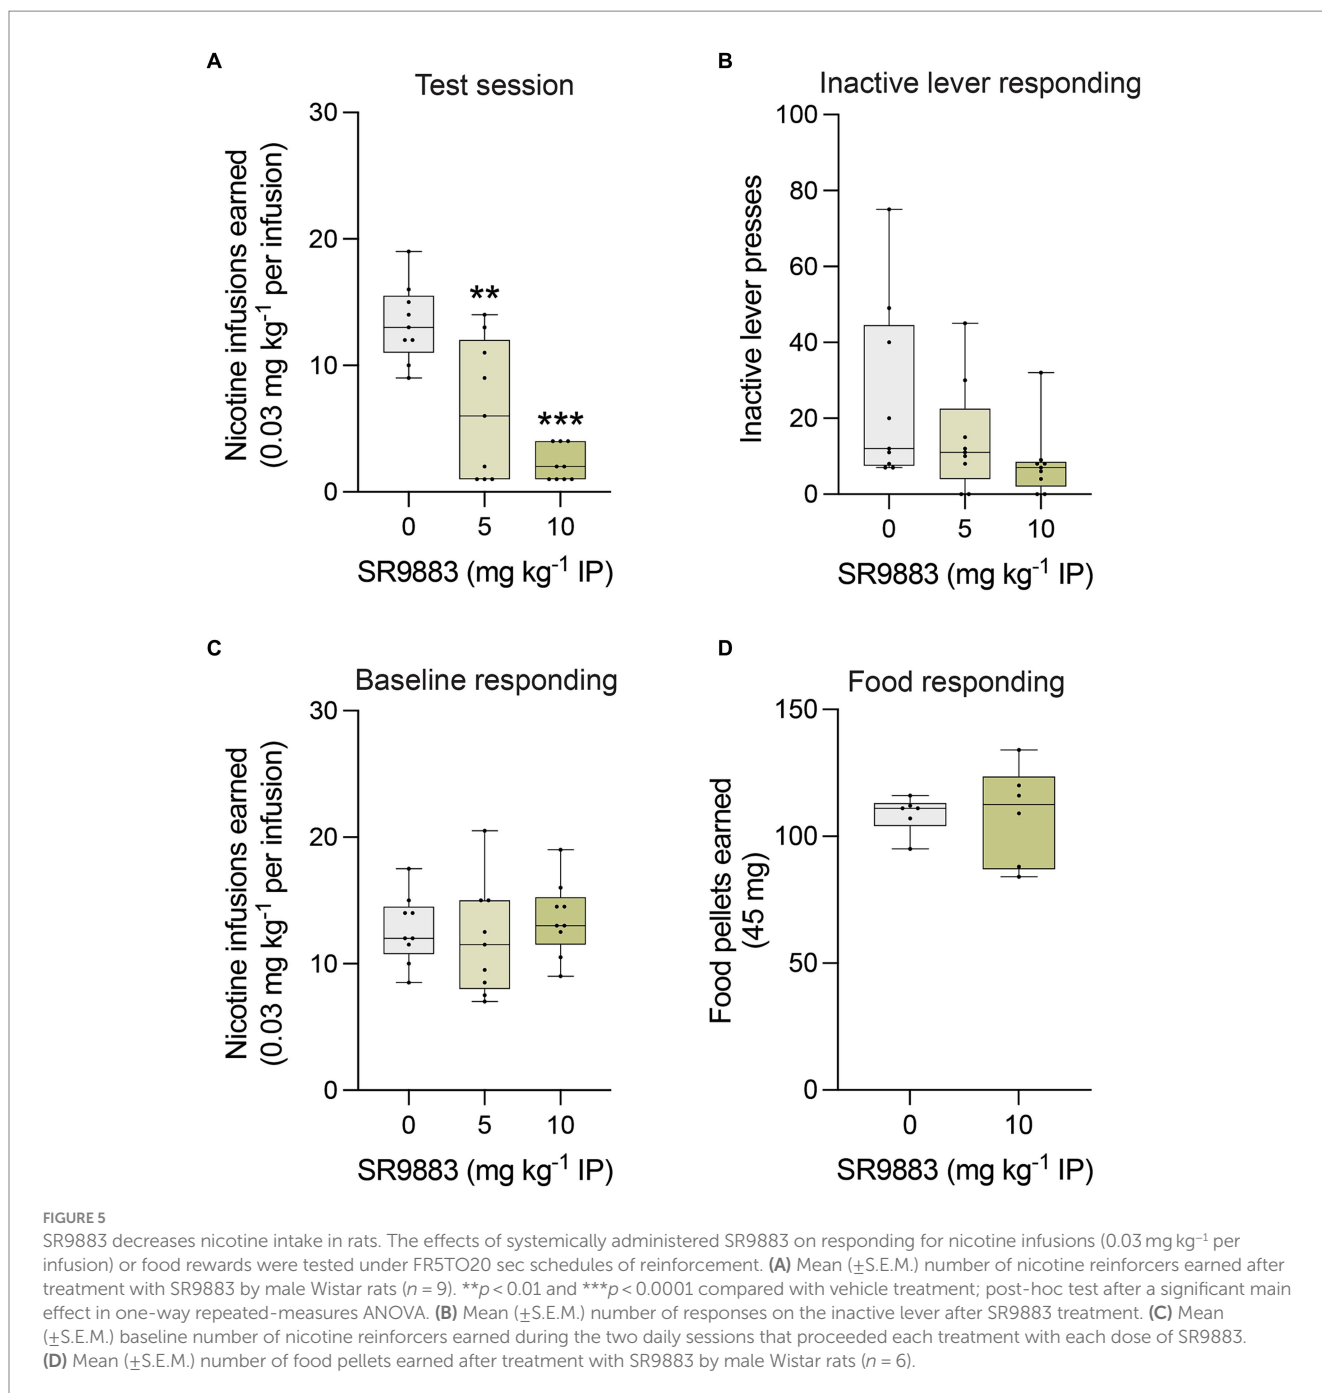 A
Test session
Nicotine infusions earned
(0.03 mg kg⁻¹ per infusion)
30
20
10
0
**
***
0 5 10
SR9883 (mg kg⁻¹ IP)
B
Inactive lever responding
Inactive lever presses
100
80
60
40
20
0
0 5 10
SR9883 (mg kg⁻¹ IP)
C
Baseline responding
Nicotine infusions earned
(0.03 mg kg⁻¹ per infusion)
30
20
10
0
0 5 10
SR9883 (mg kg⁻¹ IP)
D
Food responding
Food pellets earned
(45 mg)
150
100
50
0
0 10
SR9883 (mg kg⁻¹ IP)
FIGURE 5
SR9883 decreases nicotine intake in rats. The effects of systemically administered SR9883 on responding for nicotine infusions (0.03 mg kg⁻¹ per
infusion) or food rewards were tested under FR5TO20 sec schedules of reinforcement. (A) Mean (±S.E.M.) number of nicotine reinforcers earned after
treatment with SR9883 by male Wistar rats (n = 9). **p < 0.01 and ***p < 0.0001 compared with vehicle treatment; post-hoc test after a significant main
effect in one-way repeated-measures ANOVA. (B) Mean (±S.E.M.) number of responses on the inactive lever after SR9883 treatment. (C) Mean
(±S.E.M.) baseline number of nicotine reinforcers earned during the two daily sessions that proceeded each treatment with each dose of SR9883.
(D) Mean (±S.E.M.) number of food pellets earned after treatment with SR9883 by male Wistar rats (n = 6).